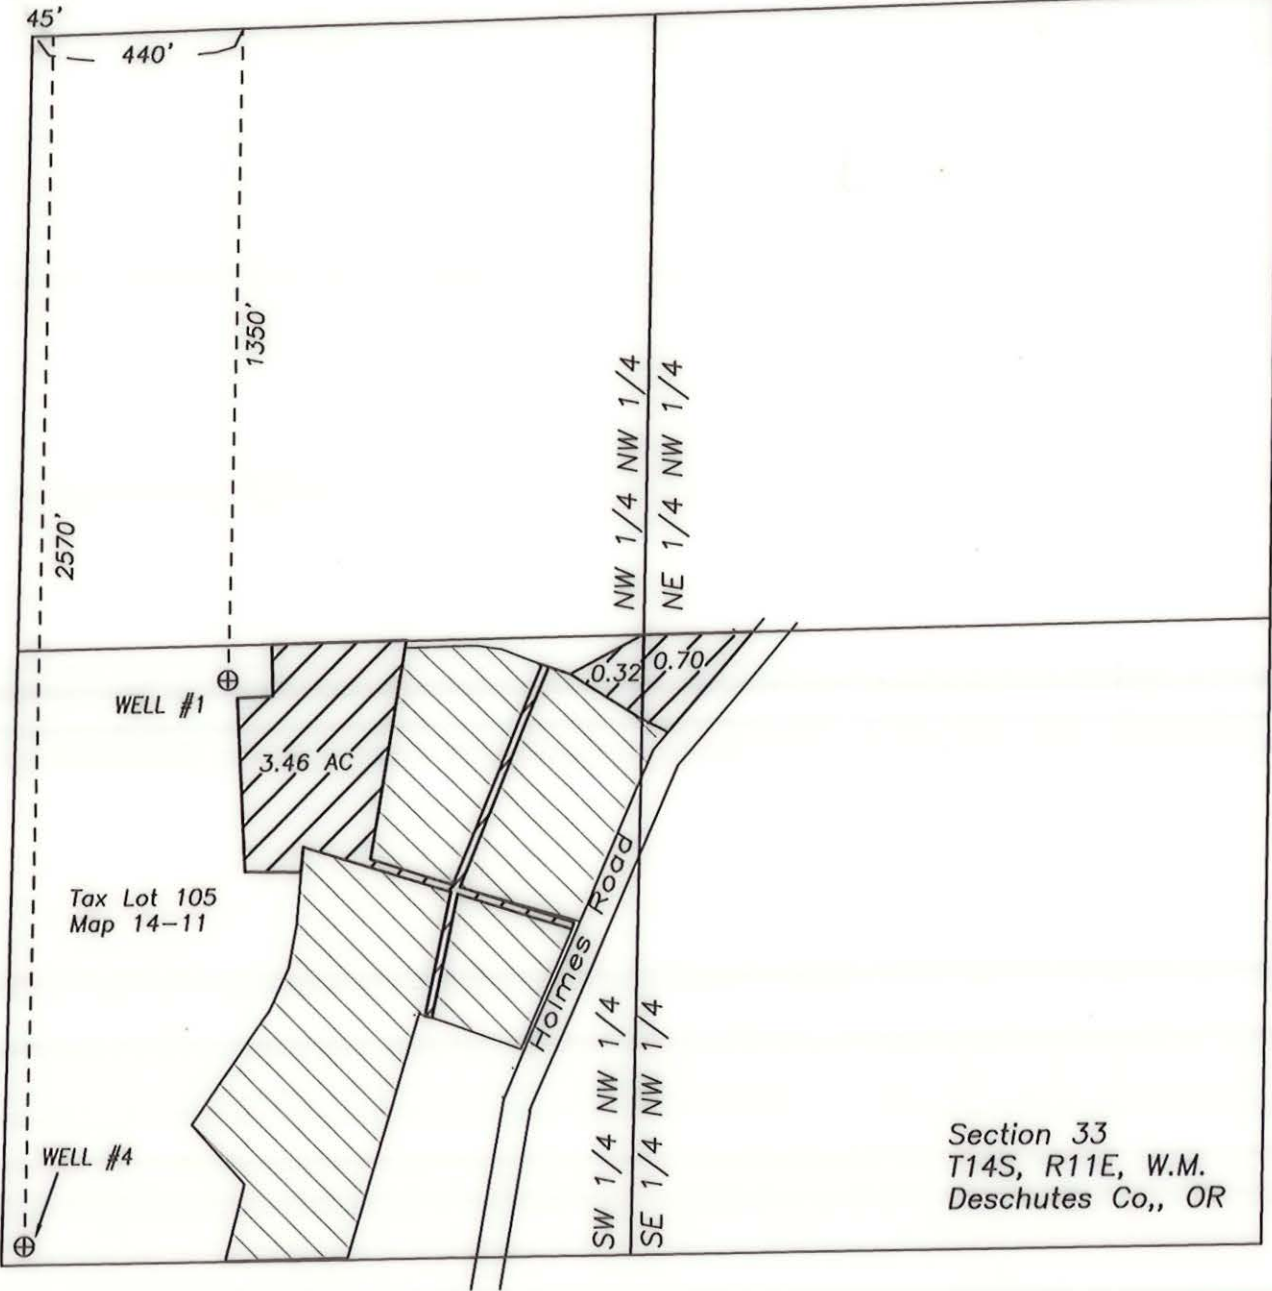 45'
440'
1350'
2570'
NW 1/4 NW 1/4
NE 1/4 NW 1/4
0.32
0.70
WELL #1
3.46 AC
Tax Lot 105
Map 14-11
Holmes Road
SW 1/4 NW 1/4
SE 1/4 NW 1/4
WELL #4
Section 33
T14S, R11E, W.M.
Deschutes Co,, OR